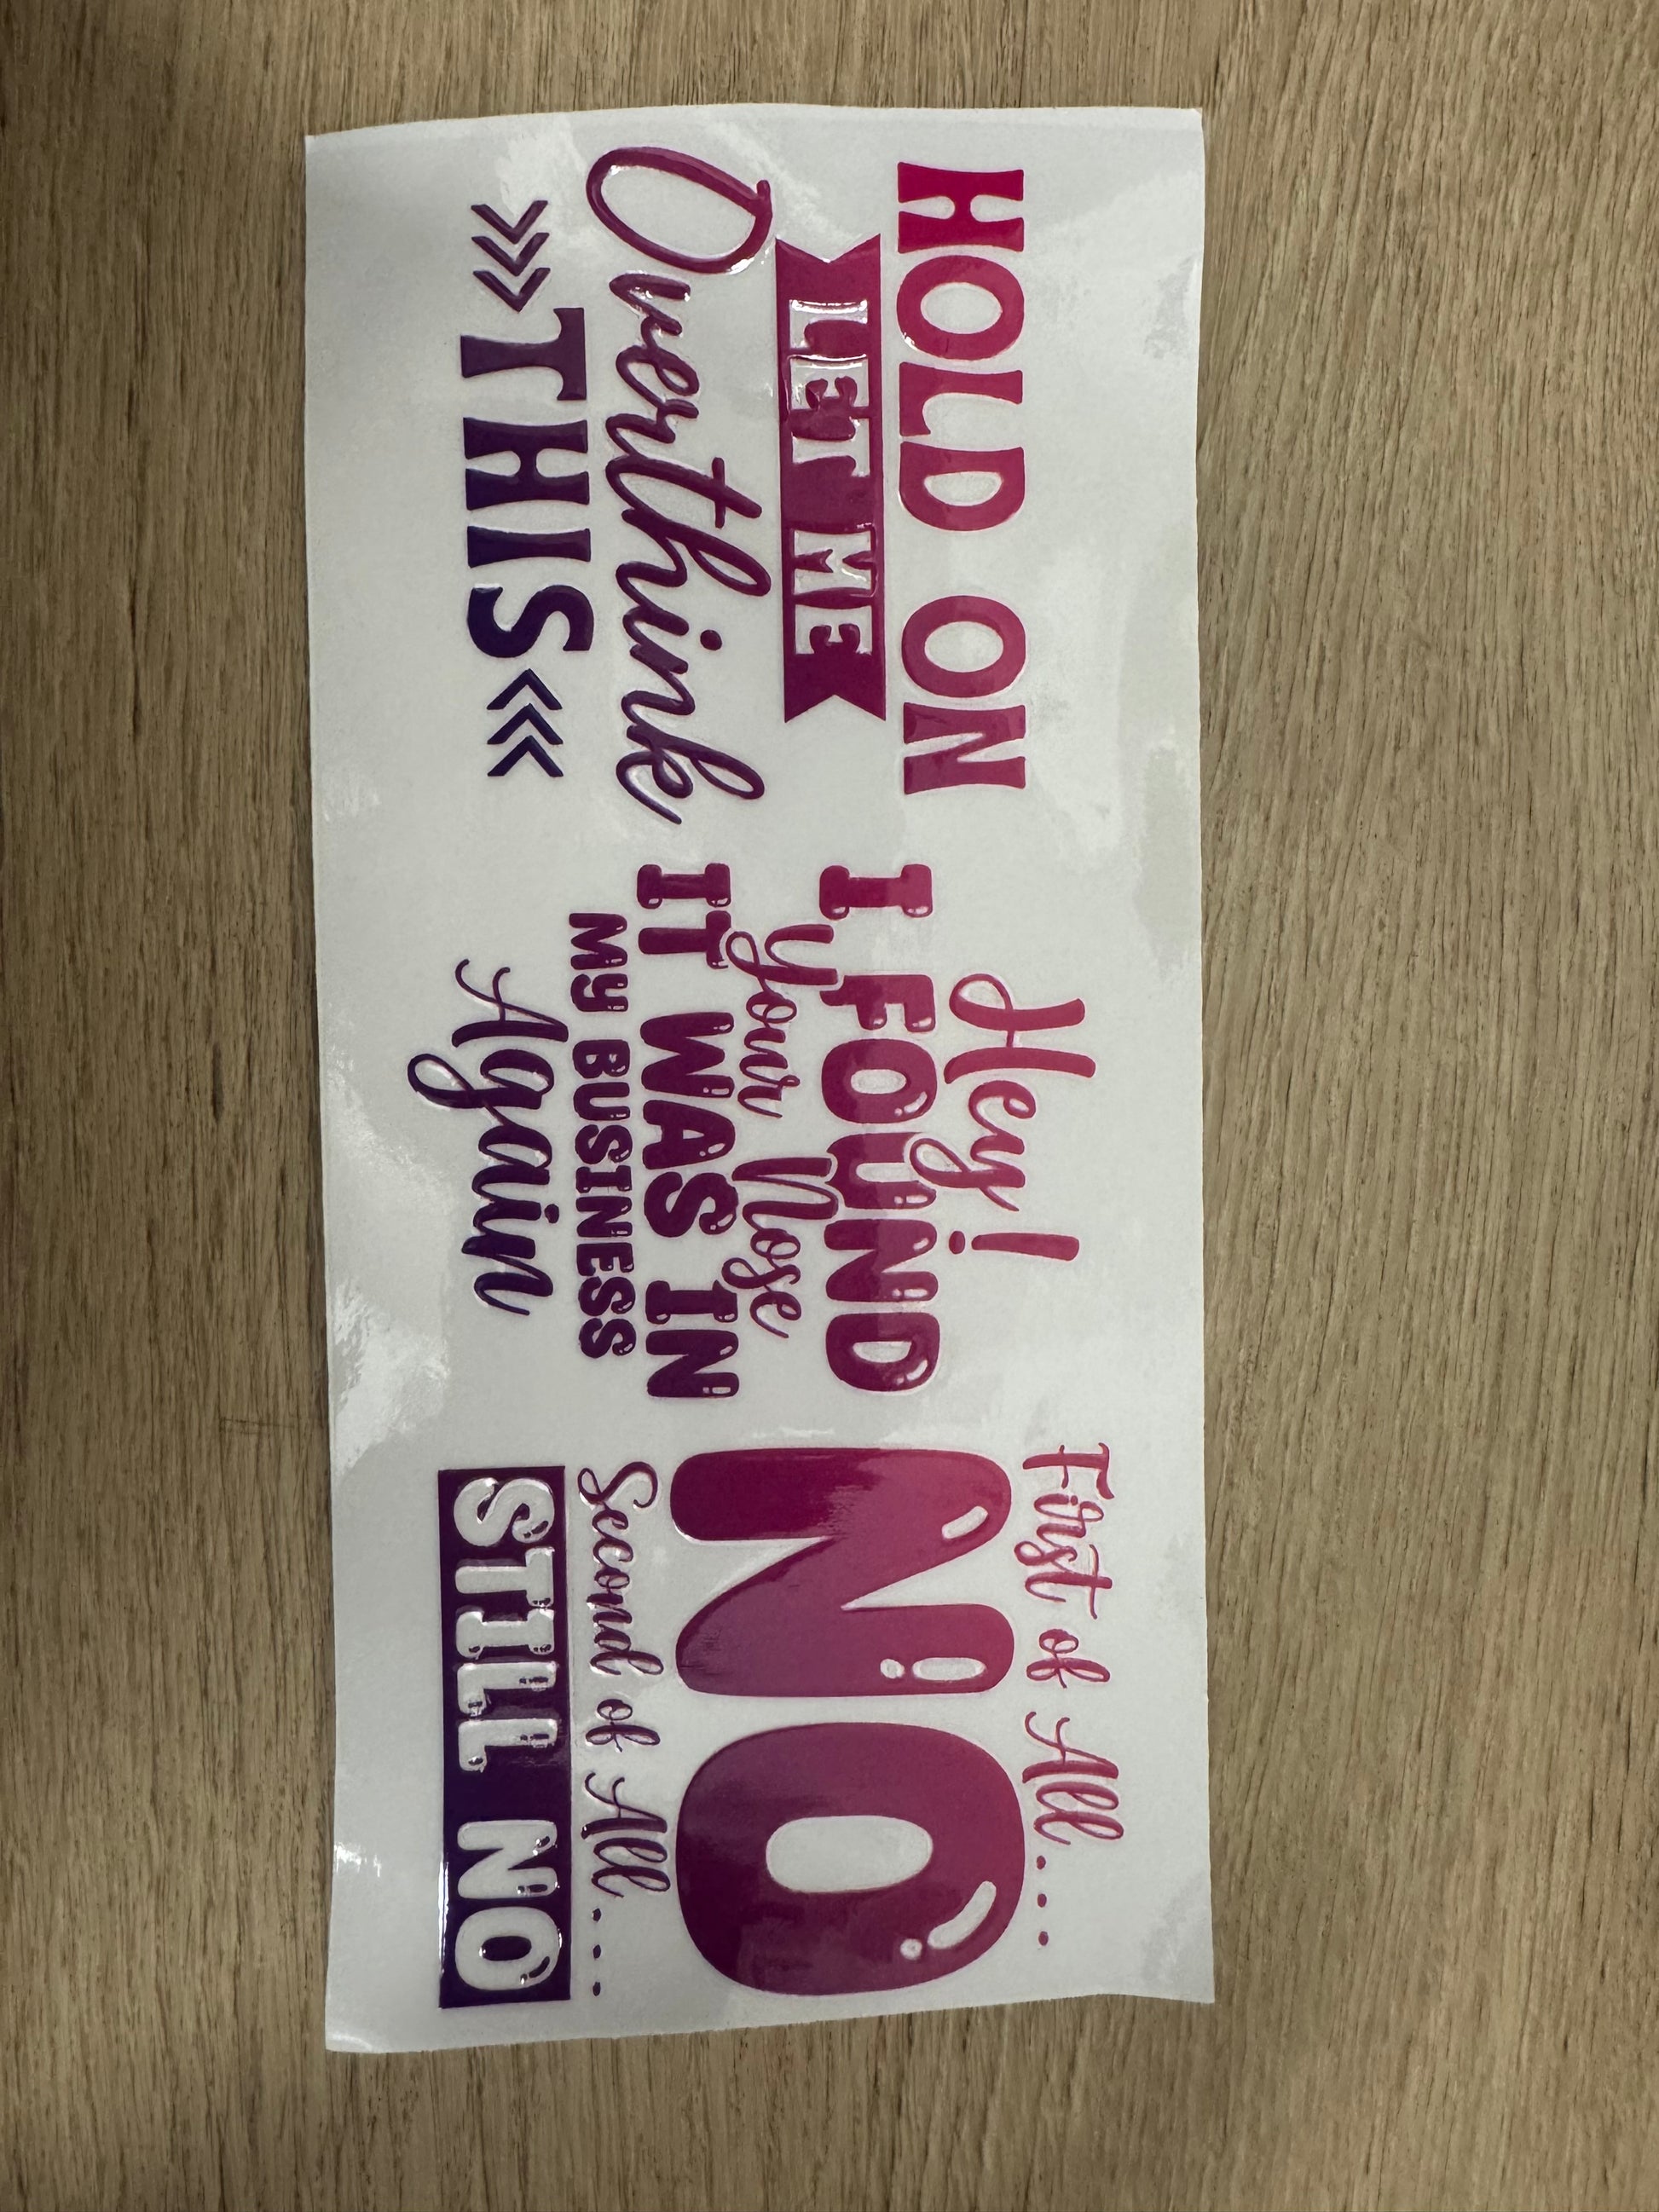 HOLD ON
LET ME
Overthink
>>> THIS <<<
Hey!
I FOUND
your Nose
IT WAS IN
MY BUSINESS
Again
First of All...
NO
Second of All...
STILL NO